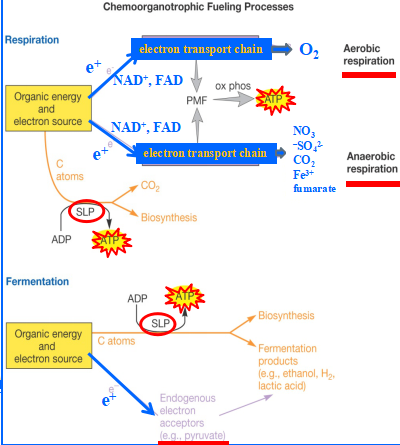 Chemoorganotrophic Fueling Processes
Respiration
electron transport chain
O2
Aerobic
respiration
e+
e
NAD+, FAD
ox phos
PMF
ATP
Organic energy
and
electron source
NAD+, FAD
e+
e
electron transport chain
NO3
−SO42-
CO2
Fe3+
fumarate
Anaerobic
respiration
C
atoms
CO2
SLP
Biosynthesis
ADP
ATP
Fermentation
ADP
ATP
SLP
Organic energy
and
electron source
C atoms
Biosynthesis
Fermentation
products
(e.g., ethanol, H2,
lactic acid)
e−
e+
Endogenous
electron
acceptors
(e.g., pyruvate)